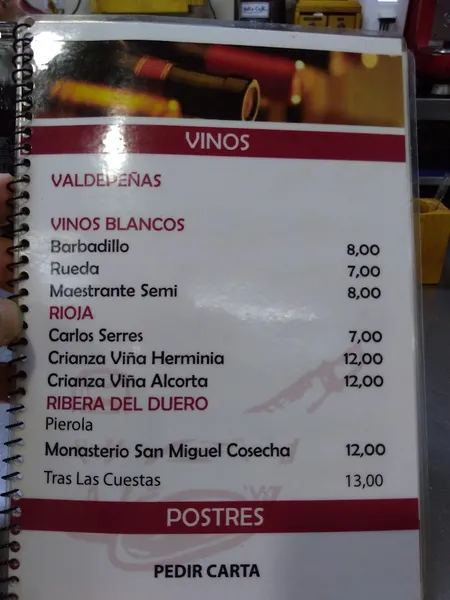 VINOS
VALDEPEÑAS
VINOS BLANCOS
Barbadillo 8,00
Rueda 7,00
Maestrante Semi 8,00
RIOJA
Carlos Serres 7,00
Crianza Viña Herminia 12,00
Crianza Viña Alcorta 12,00
RIBERA DEL DUERO
Pierola
Monasterio San Miguel Cosecha 12,00
Tras Las Cuestas 13,00
POSTRES
PEDIR CARTA